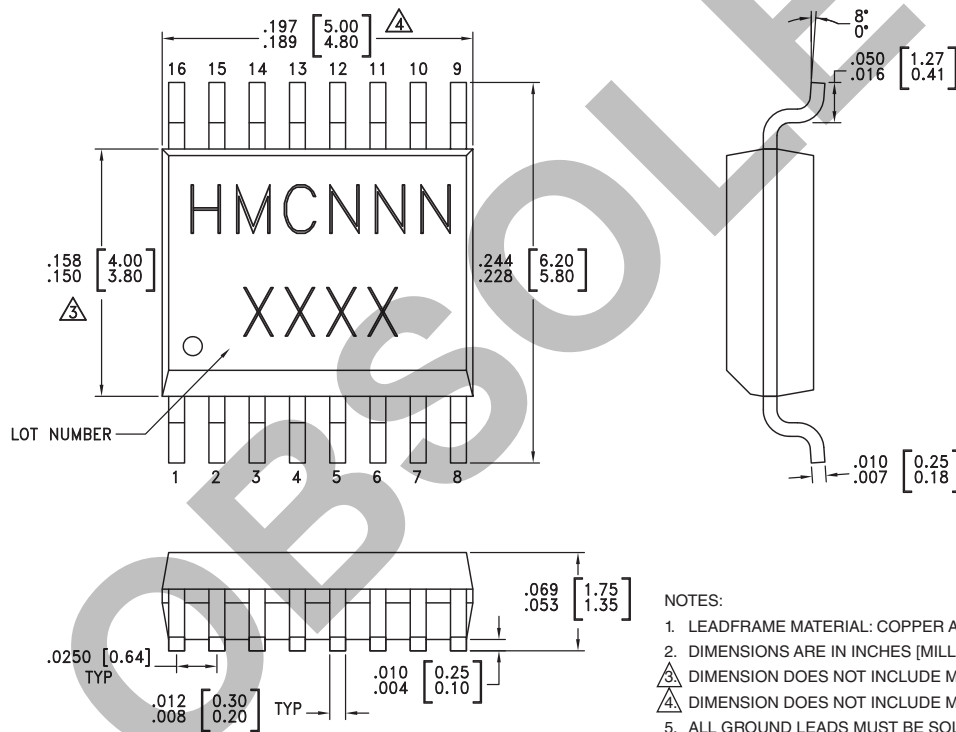 .197 [5.00] 4
.189 [4.80]
16 15 14 13 12 11 10 9
HMCNNN
XXXX
.158 [4.00]
.150 [3.80]
3
.244 [6.20]
.228 [5.80]
LOT NUMBER
1 2 3 4 5 6 7 8
8°
0°
.050 [1.27]
.016 [0.41]
.010 [0.25]
.007 [0.18]
.069 [1.75]
.053 [1.35]
.0250 [0.64]
TYP
.012 [0.30]
.008 [0.20]
TYP
.010 [0.25]
.004 [0.10]
NOTES:
1. LEADFRAME MATERIAL: COPPER
2. DIMENSIONS ARE IN INCHES
3. DIMENSION DOES NOT INCLUDE
4. DIMENSION DOES NOT INCLUDE
5. ALL GROUND LEADS MUST BE
OBSOLE